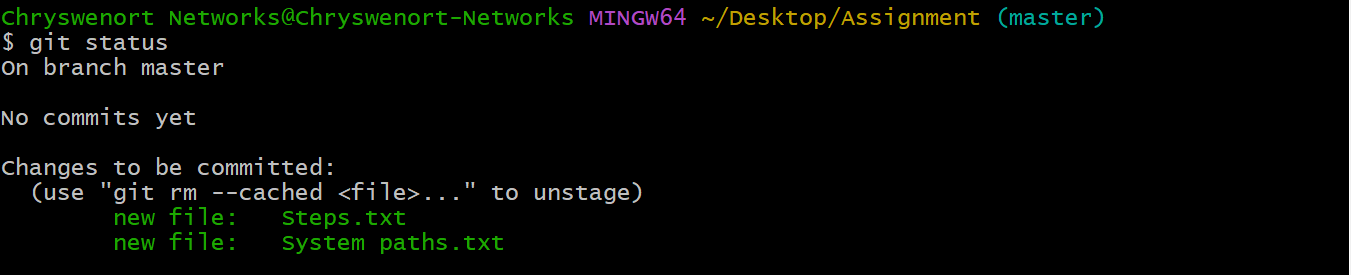 Chryswenort Networks@Chryswenort-Networks MINGW64 ~/Desktop/Assignment (master)
$ git status
On branch master
No commits yet
Changes to be committed:
(use "git rm --cached <file>..." to unstage)
new file: Steps.txt
new file: System paths.txt